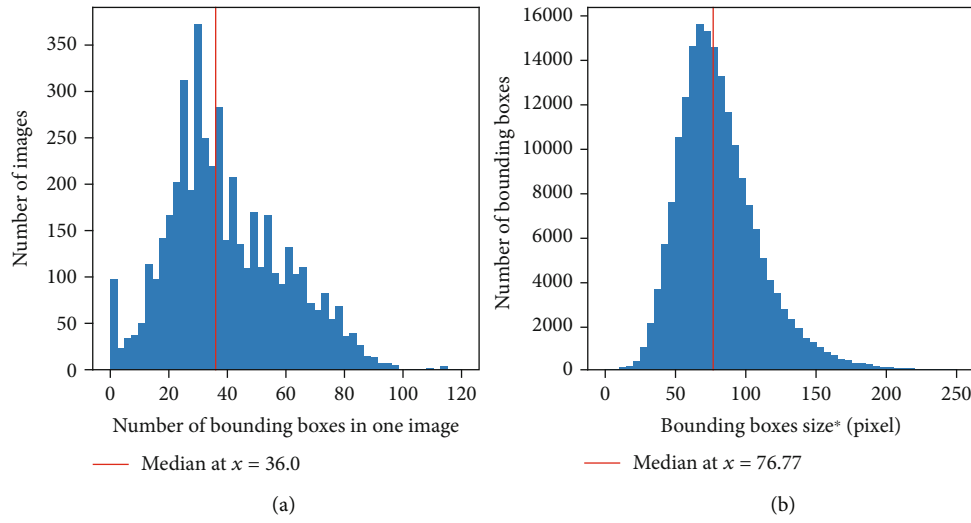 350
300
250
200
150
100
50
0
Number of images
0 20 40 60 80 100 120
Number of bounding boxes in one image
Median at x = 36.0
(a)
16000
14000
12000
10000
8000
6000
4000
2000
0
Number of bounding boxes
0 50 100 150 200 250
Bounding boxes size* (pixel)
Median at x = 76.77
(b)